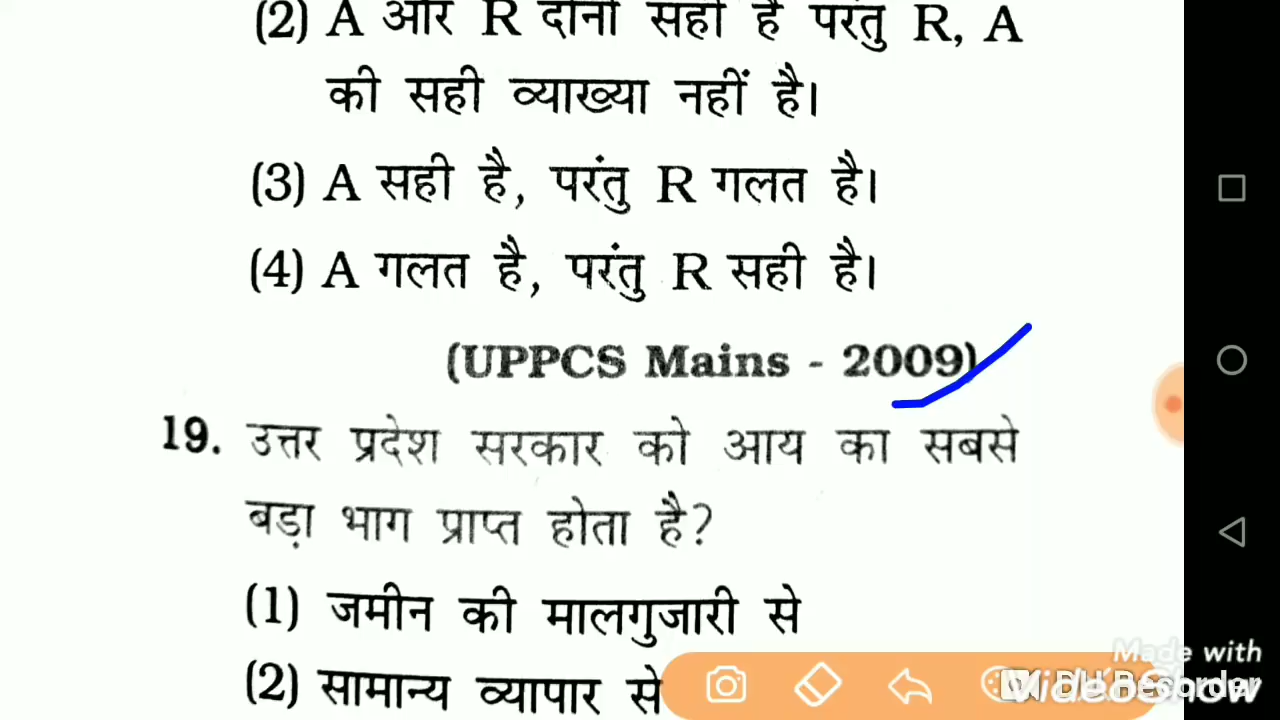 (2) A और R दोनों सही हैं परंतु R, A
की सही व्याख्या नहीं है।
(3) A सही है, परंतु R गलत है।
(4) A गलत है, परंतु R सही है।
(UPPCS Mains - 2009)
19. उत्तर प्रदेश सरकार को आय का सबसे
बड़ा भाग प्राप्त होता है?
(1) जमीन की मालगुजारी से
(2) सामान्य व्यापार से
Made with
VideoShow